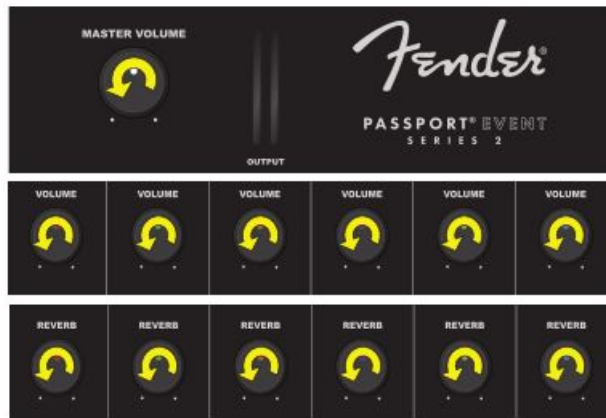 MASTER VOLUME
Fender®
PASSPORT® EVENT
SERIES 2
OUTPUT
VOLUME VOLUME VOLUME VOLUME VOLUME VOLUME
REVERB REVERB REVERB REVERB REVERB REVERB